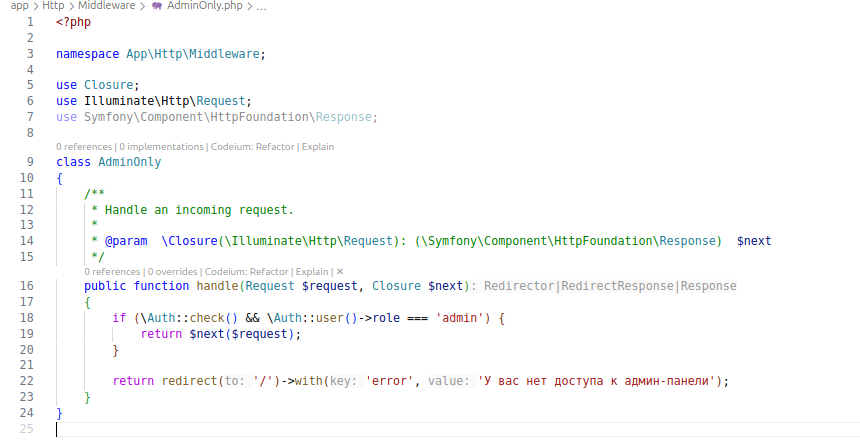 app > Http > Middleware > AdminOnly.php > ...
1 <?php
2
3 namespace App\Http\Middleware;
4
5 use Closure;
6 use Illuminate\Http\Request;
7 use Symfony\Component\HttpFoundation\Response;
8
0 references | 0 implementations | Codeium: Refactor | Explain
9 class AdminOnly
10 {
11 /**
12 * Handle an incoming request.
13 *
14 * @param  \Closure(\Illuminate\Http\Request): (\Symfony\Component\HttpFoundation\Response)  $next
15 */
0 references | 0 overrides | Codeium: Refactor | Explain | ×
16 public function handle(Request $request, Closure $next): Redirector|RedirectResponse|Response
17 {
18 if (\Auth::check() && \Auth::user()->role === 'admin') {
19 return $next($request);
20 }
21
22 return redirect(to: '/')->with(key: 'error', value: 'У вас нет доступа к админ-панели');
23 }
24 }
25